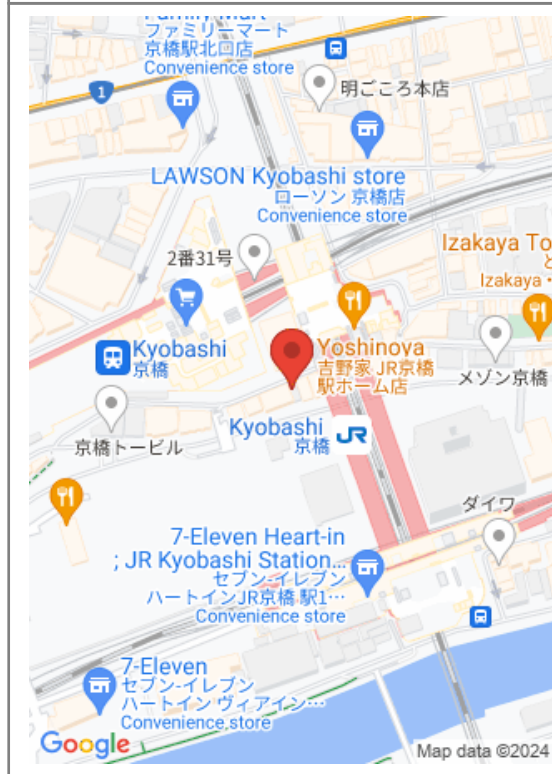 Family Mart
ファミリーマート
京橋駅北口店
Convenience store
1
明ごころ本店
LAWSON Kyobashi store
ローソン 京橋店
Convenience store
2番31号
Izakaya To
と
Izakaya・
Kyobashi
京橋
Yoshinoya
吉野家 JR京橋
駅ホーム店
メゾン京橋
京橋トービル
Kyobashi
京橋
JR
ダイワ
7-Eleven Heart-in
; JR Kyobashi Station...
セブン-イレブン
ハートインJR京橋 駅1…
Convenience store
7-Eleven
セブン-イレブン
ハートイン ヴィアイン…
Convenience store
Google
Map data ©2024